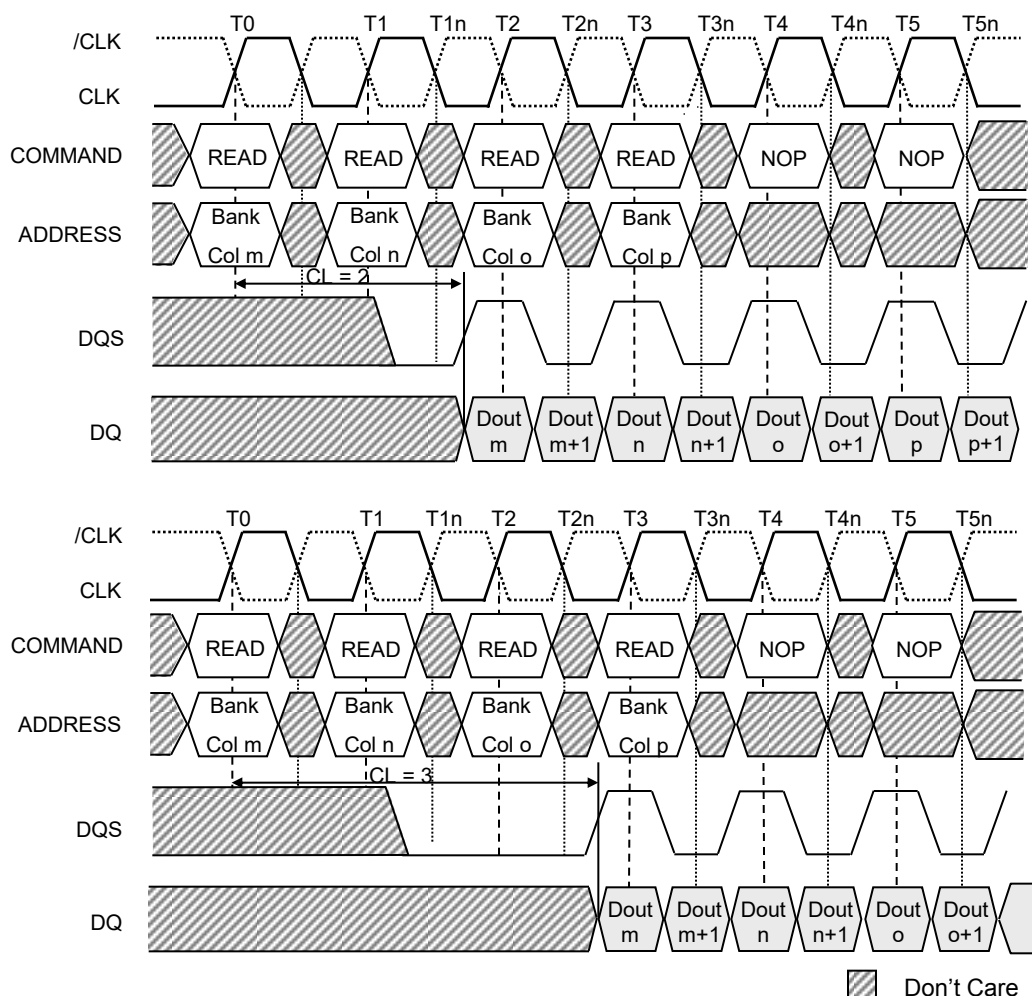 T0 T1 T1n T2 T2n T3 T3n T4 T4n T5 T5n
/CLK
CLK
COMMAND READ READ READ READ NOP NOP
ADDRESS Bank Bank Bank Bank
Col m Col n Col o Col p
CL = 2
DQS
DQ Dout Dout Dout Dout Dout Dout Dout Dout
m m+1 n n+1 o o+1 p p+1
T0 T1 T1n T2 T2n T3 T3n T4 T4n T5 T5n
/CLK
CLK
COMMAND READ READ READ READ NOP NOP
ADDRESS Bank Bank Bank Bank
Col m Col n Col o Col p
CL = 3
DQS
DQ Dout Dout Dout Dout Dout Dout
m m+1 n n+1 o o+1
Don't Care